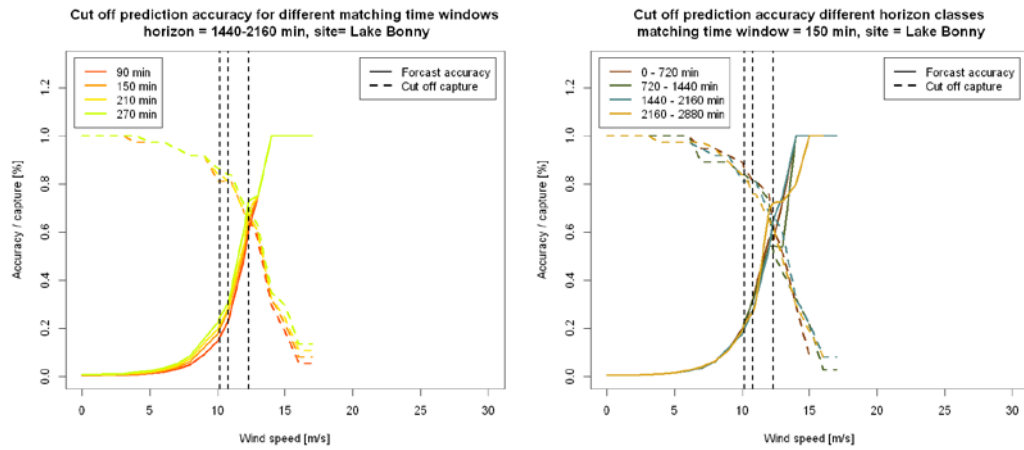 Cut off prediction accuracy for different matching time windows
horizon = 1440-2160 min, site= Lake Bonny
90 min
150 min
210 min
270 min
Forcast accuracy
Cut off capture
Accuracy / capture [%]
0.0
0.2
0.4
0.6
0.8
1.0
1.2
0
5
10
15
20
25
30
Wind speed [m/s]
Cut off prediction accuracy different horizon classes
matching time window = 150 min, site = Lake Bonny
0 - 720 min
720 - 1440 min
1440 - 2160 min
2160 - 2880 min
Forcast accuracy
Cut off capture
Accuracy / capture [%]
0.0
0.2
0.4
0.6
0.8
1.0
1.2
0
5
10
15
20
25
30
Wind speed [m/s]